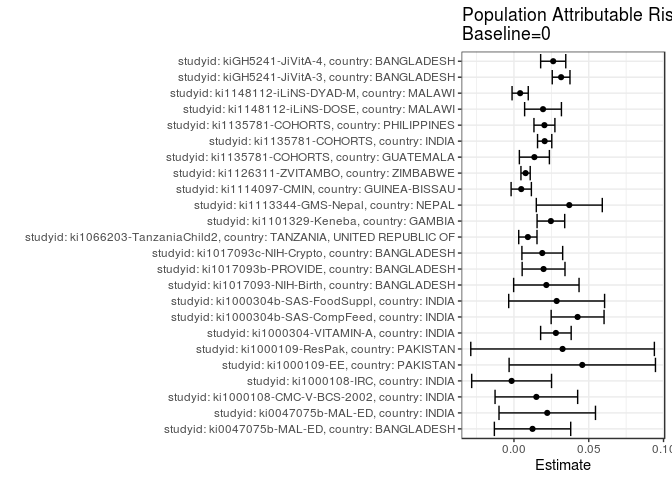 Population Attributable Ris
Baseline=0
studyid: kiGH5241-JiVitA-4, country: BANGLADESH
studyid: kiGH5241-JiVitA-3, country: BANGLADESH
studyid: ki1148112-iLiNS-DYAD-M, country: MALAWI
studyid: ki1148112-iLiNS-DOSE, country: MALAWI
studyid: ki1135781-COHORTS, country: PHILIPPINES
studyid: ki1135781-COHORTS, country: INDIA
studyid: ki1135781-COHORTS, country: GUATEMALA
studyid: ki1126311-ZVITAMBO, country: ZIMBABWE
studyid: ki1114097-CMIN, country: GUINEA-BISSAU
studyid: ki1113344-GMS-Nepal, country: NEPAL
studyid: ki1101329-Keneba, country: GAMBIA
studyid: ki1066203-TanzaniaChild2, country: TANZANIA, UNITED REPUBLIC OF
studyid: ki1017093c-NIH-Crypto, country: BANGLADESH
studyid: ki1017093b-PROVIDE, country: BANGLADESH
studyid: ki1017093-NIH-Birth, country: BANGLADESH
studyid: ki1000304b-SAS-FoodSuppl, country: INDIA
studyid: ki1000304b-SAS-CompFeed, country: INDIA
studyid: ki1000304-VITAMIN-A, country: INDIA
studyid: ki1000109-ResPak, country: PAKISTAN
studyid: ki1000109-EE, country: PAKISTAN
studyid: ki1000108-IRC, country: INDIA
studyid: ki1000108-CMC-V-BCS-2002, country: INDIA
studyid: ki0047075b-MAL-ED, country: INDIA
studyid: ki0047075b-MAL-ED, country: BANGLADESH
0.00 0.05 0.10
Estimate